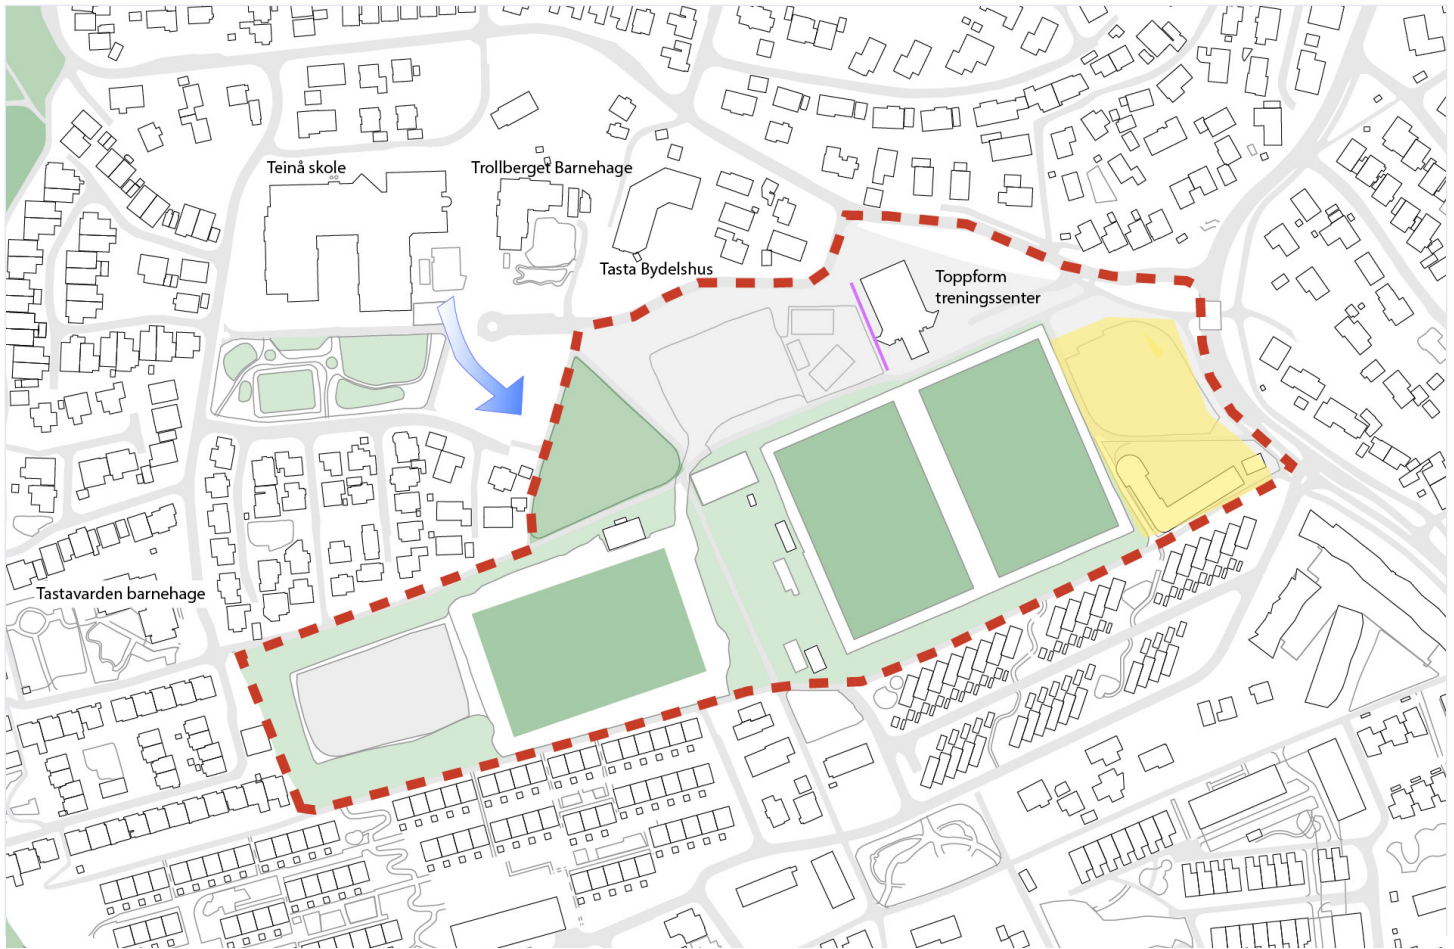 Teinå skole
Trollberget Barnehage
Tasta Bydelshus
Toppform
treningssenter
Tastavarden barnehage